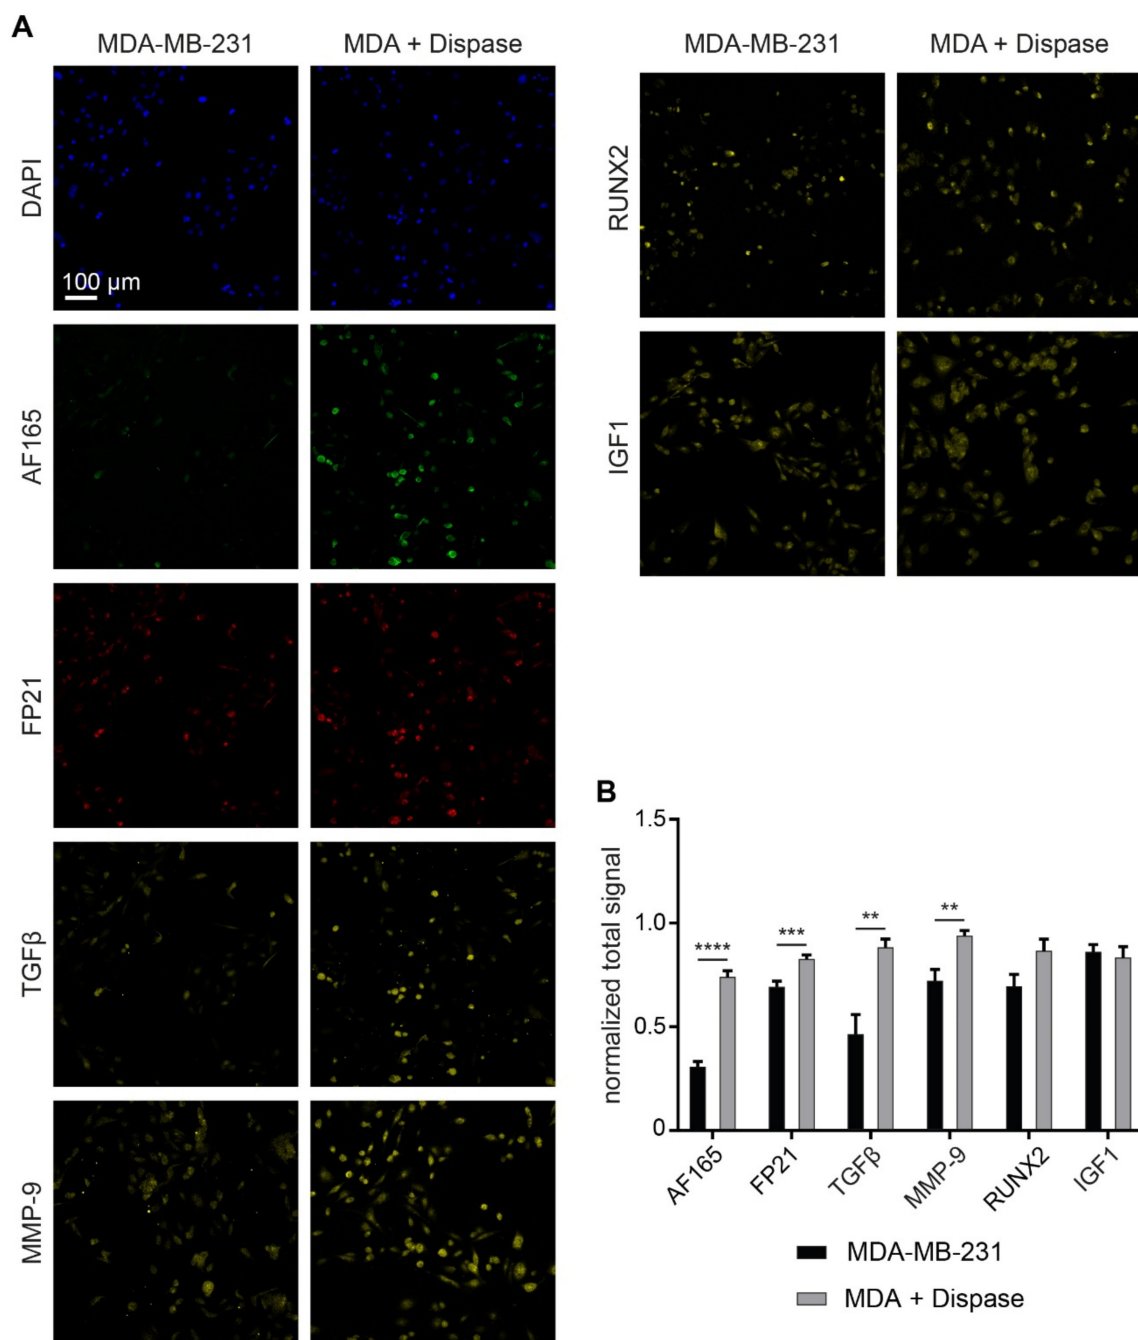 A
MDA-MB-231
MDA + Dispase
MDA-MB-231
MDA + Dispase
DAPI
100 μm
AF165
FP21
TGFβ
MMP-9
RUNX2
IGF1
B
normalized total signal
1.5
1.0
0.5
0
****
***
**
**
AF165
FP21
TGFβ
MMP-9
RUNX2
IGF1
MDA-MB-231
MDA + Dispase